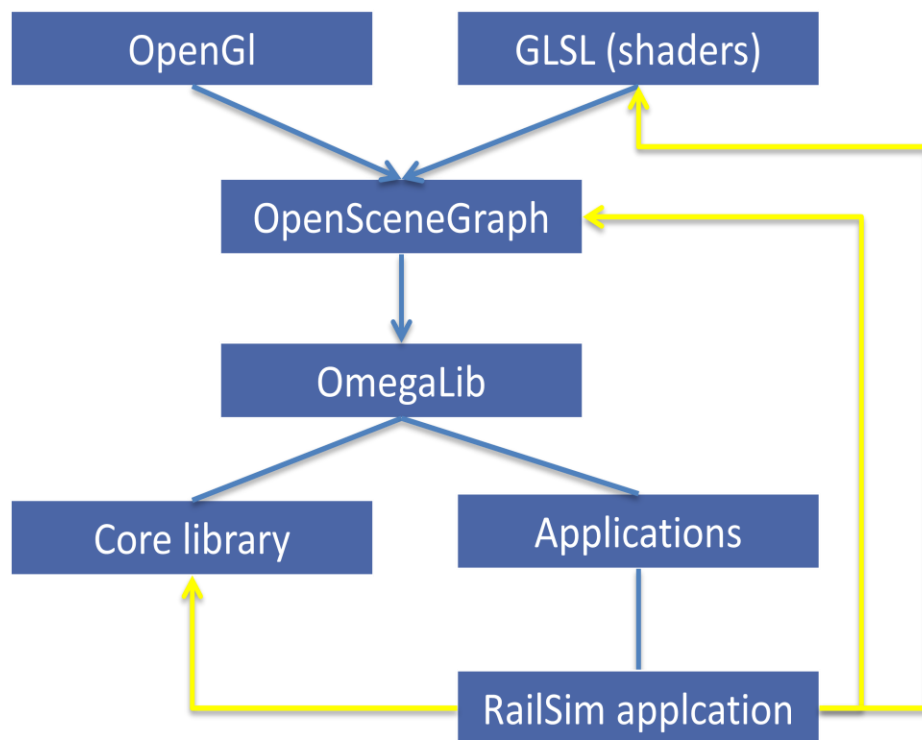 OpenGl
GLSL (shaders)
OpenSceneGraph
OmegaLib
Core library
Applications
RailSim applcation